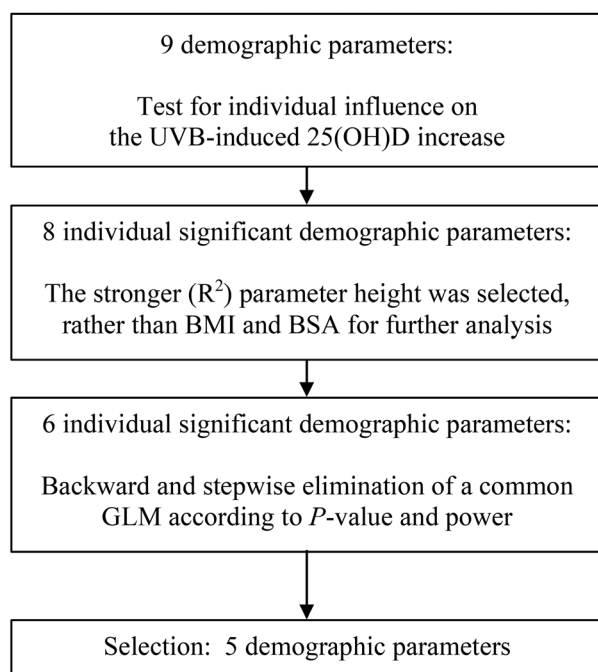 9 demographic parameters:
Test for individual influence on
the UVB-induced 25(OH)D increase
8 individual significant demographic parameters:
The stronger (R²) parameter height was selected,
rather than BMI and BSA for further analysis
6 individual significant demographic parameters:
Backward and stepwise elimination of a common
GLM according to P-value and power
Selection: 5 demographic parameters